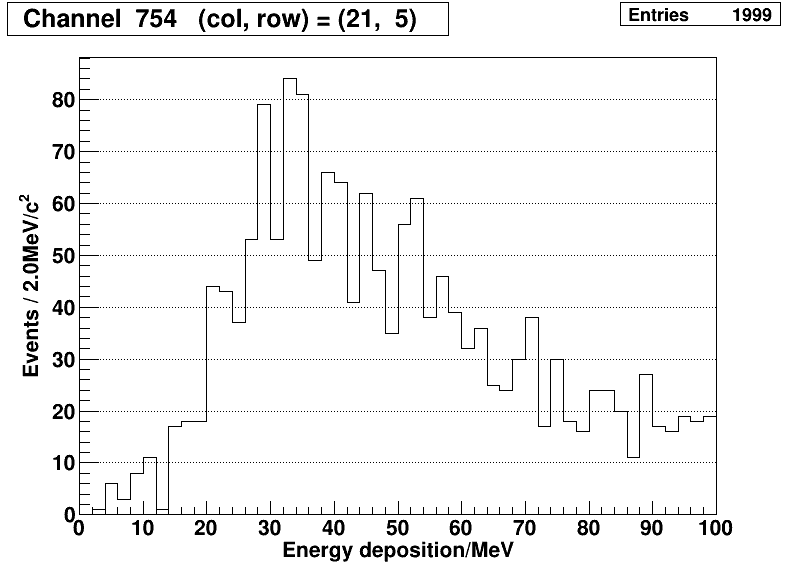 Channel 754 (col, row) = (21, 5)
Entries 1999
Events / 2.0MeV/c²
80
70
60
50
40
30
20
10
0
0 10 20 30 40 50 60 70 80 90 100
Energy deposition/MeV